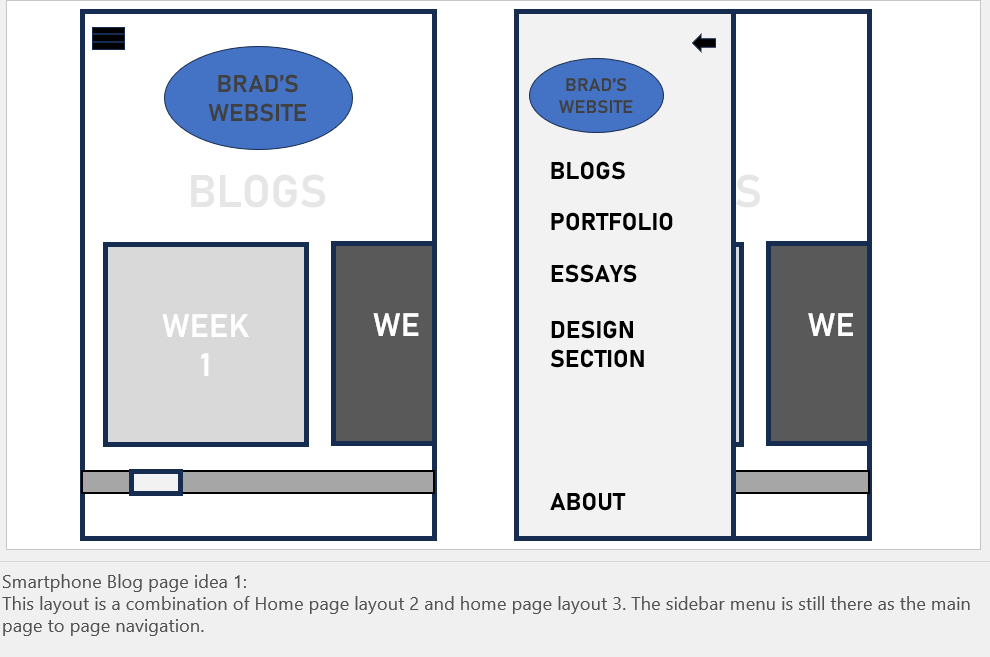 BRAD'S
WEBSITE
BLOGS
WEEK
1
WE
BRAD'S
WEBSITE
BLOGS
PORTFOLIO
ESSAYS
DESIGN
SECTION
ABOUT
S
WE
Smartphone Blog page idea 1:
This layout is a combination of Home page layout 2 and home page layout 3. The sidebar menu is still there as the main
page to page navigation.